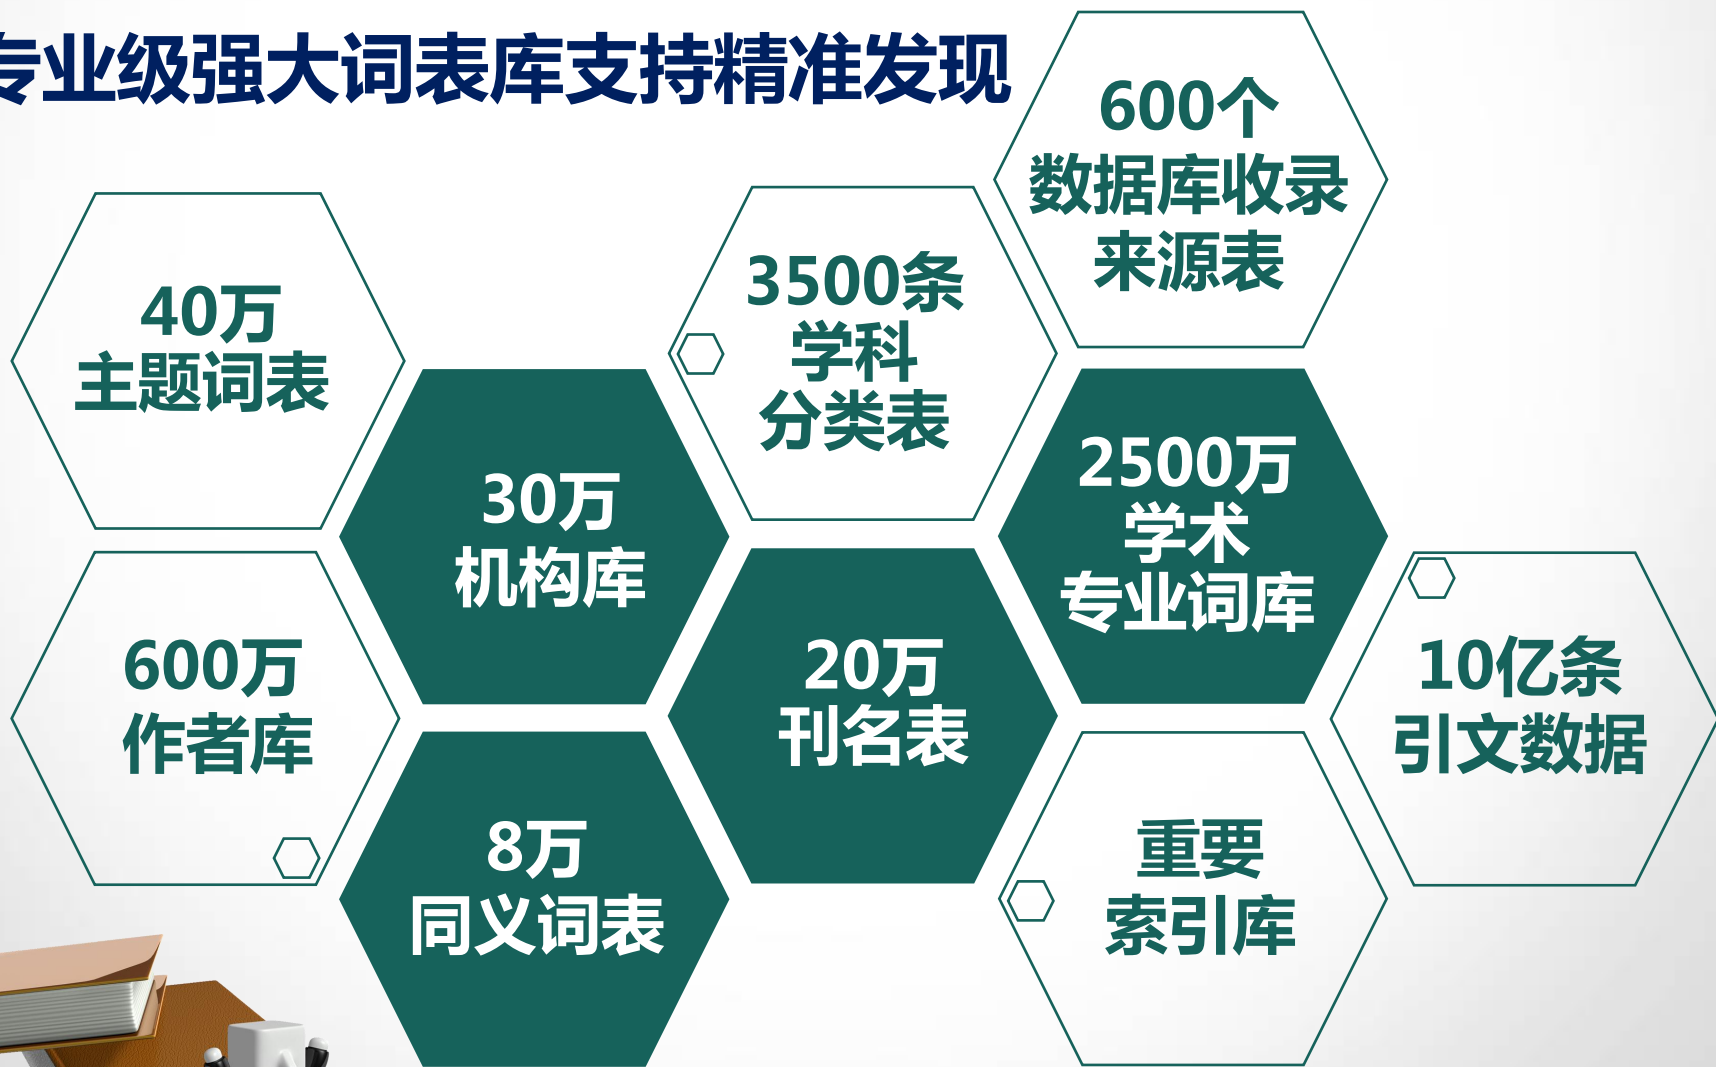 专业级强大词表库支持精准发现
600个
数据库收录
来源表
40万
主题词表
3500条
学科
分类表
30万
机构库
2500万
学术
专业词库
600万
作者库
20万
刊名表
10亿条
引文数据
8万
同义词表
重要
索引库